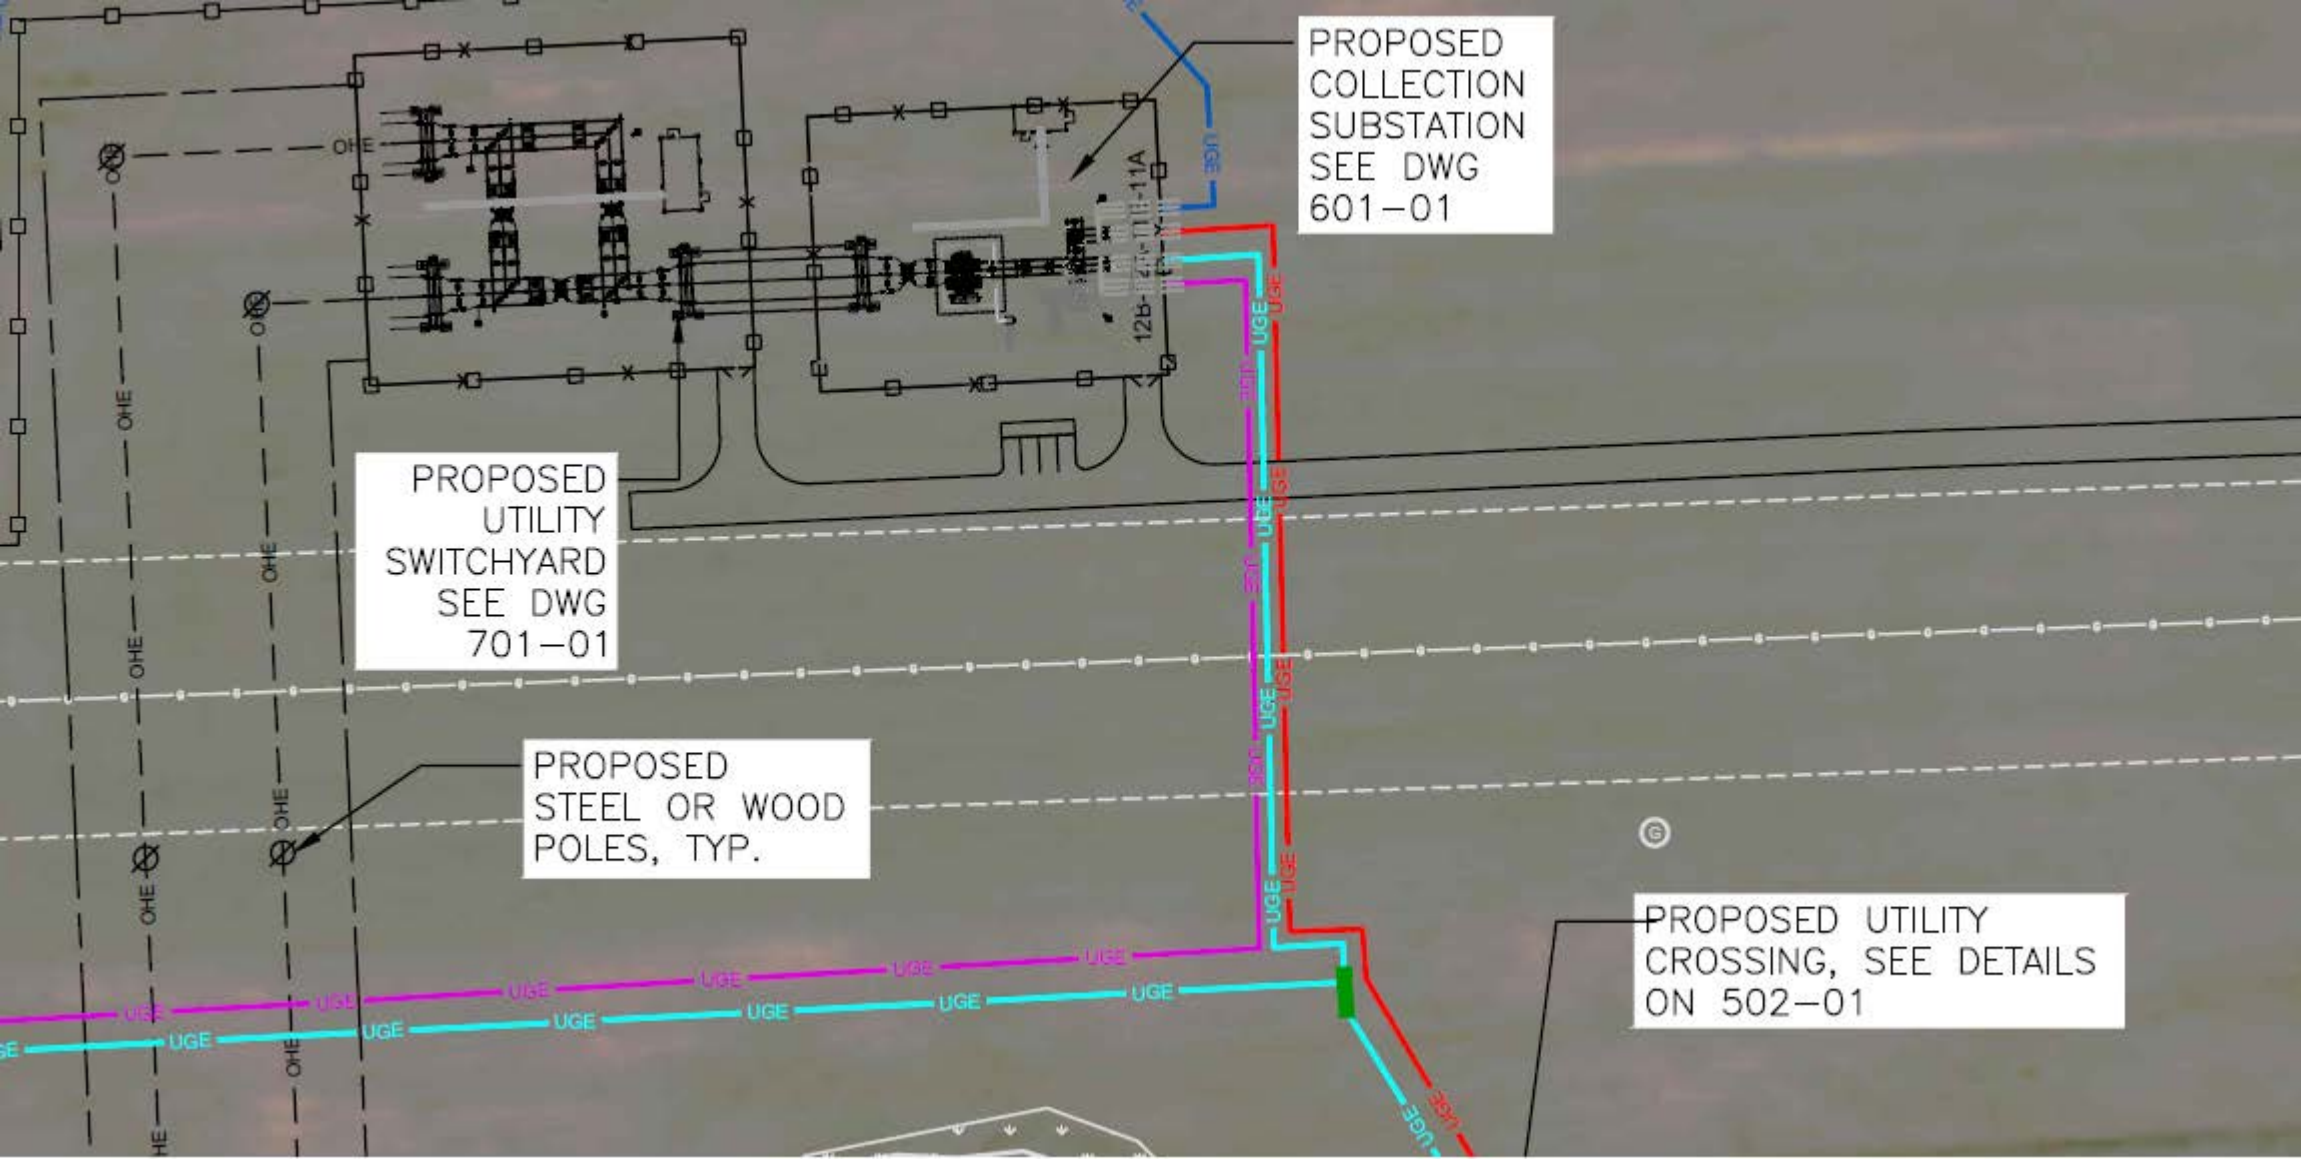 PROPOSED
COLLECTION
SUBSTATION
SEE DWG
601-01
UGE
OHE
UGE
UGE
UGE
UGE
OHE
OHE
PROPOSED
UTILITY
SWITCHYARD
SEE DWG
701-01
UGE
UGE
UGE
OHE
OHE
UGE
UGE
UGE
PROPOSED
STEEL OR WOOD
POLES, TYP.
OHE
G
UGE
UGE
OHE
PROPOSED UTILITY
CROSSING, SEE DETAILS
ON 502-01
UGE
UGE
UGE
UGE
UGE
UGE
UGE
UGE
UGE
UGE
UGE
OHE
UGE
UGE